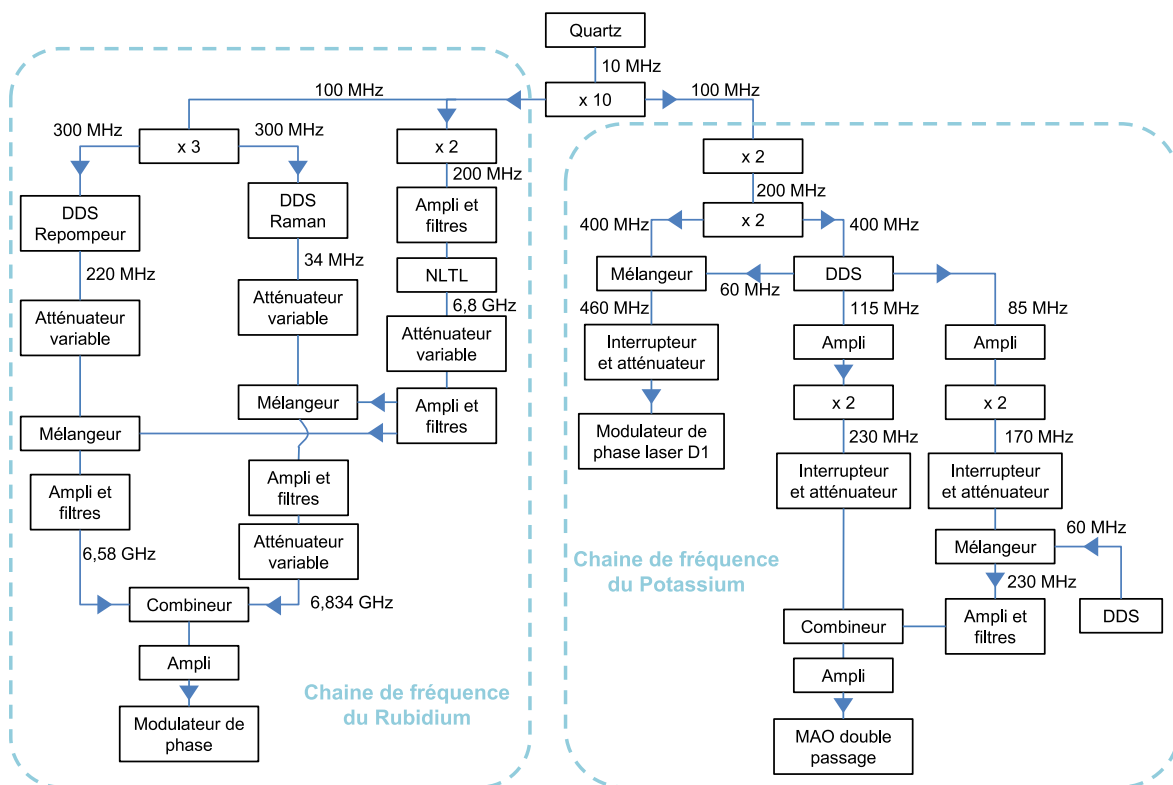 Quartz
10 MHz
x 10
100 MHz
100 MHz
300 MHz
x 3
300 MHz
x 2
200 MHz
DDS
Repompeur
DDS
Raman
Ampli et
filtres
220 MHz
34 MHz
NLTL
6,8 GHz
Atténuateur
variable
Atténuateur
variable
Atténuateur
variable
Mélangeur
Mélangeur
Ampli et
filtres
Ampli et
filtres
Ampli et
filtres
6,58 GHz
Atténuateur
variable
Combineur
6,834 GHz
Ampli
Modulateur de
phase
Chaine de fréquence
du Rubidium
x 2
200 MHz
x 2
400 MHz
400 MHz
Mélangeur
60 MHz
DDS
460 MHz
115 MHz
85 MHz
Interrupteur
et atténuateur
Ampli
Ampli
Modulateur de
phase laser D1
x 2
x 2
230 MHz
170 MHz
Interrupteur
et atténuateur
Interrupteur
et atténuateur
Chaine de fréquence
du Potassium
Mélangeur
60 MHz
230 MHz
Combineur
Ampli et
filtres
DDS
Ampli
MAO double
passage